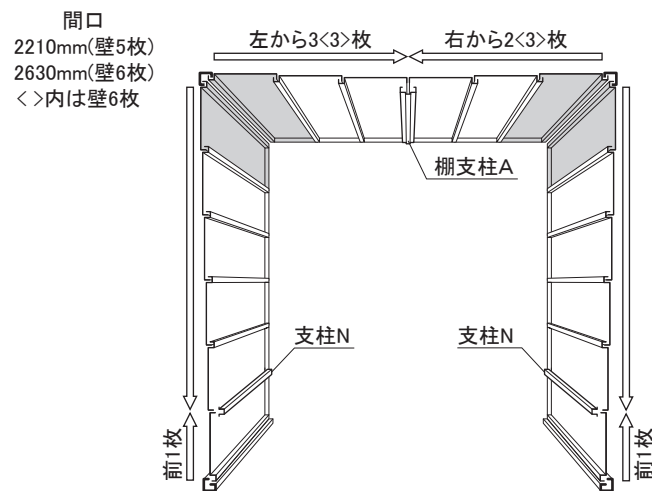 間口
2210mm(壁5枚)
2630mm(壁6枚)
< >内は壁6枚
左から3<3>枚
右から2<3>枚
棚支柱A
支柱N
支柱N
前1枚
前1枚